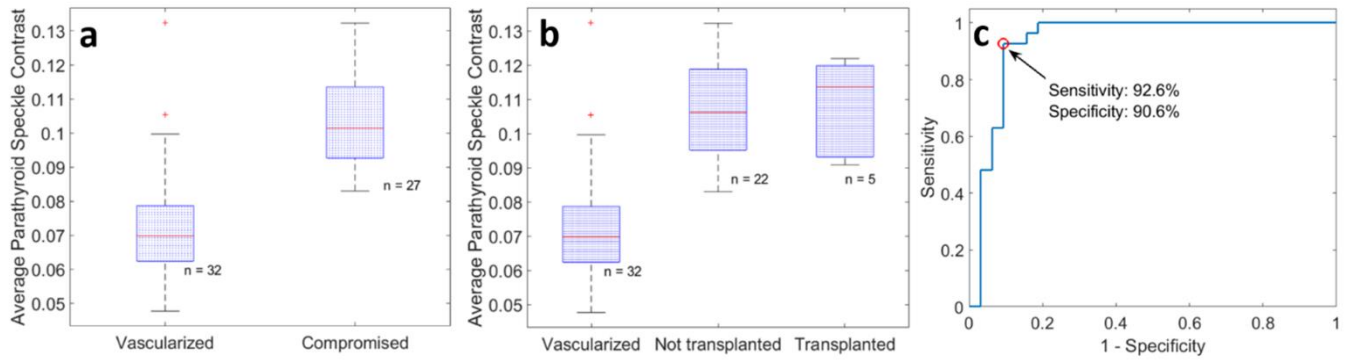 a
Average Parathyroid Speckle Contrast
0.13
0.12
0.11
0.1
0.09
0.08
0.07
0.06
0.05
n = 32
n = 27
Vascularized
Compromised
b
Average Parathyroid Speckle Contrast
0.13
0.12
0.11
0.1
0.09
0.08
0.07
0.06
0.05
n = 32
n = 22
n = 5
Vascularized
Not transplanted
Transplanted
c
Sensitivity
1
0.8
0.6
0.4
0.2
0
Sensitivity: 92.6%
Specificity: 90.6%
0
0.2
0.4
0.6
0.8
1
1 - Specificity